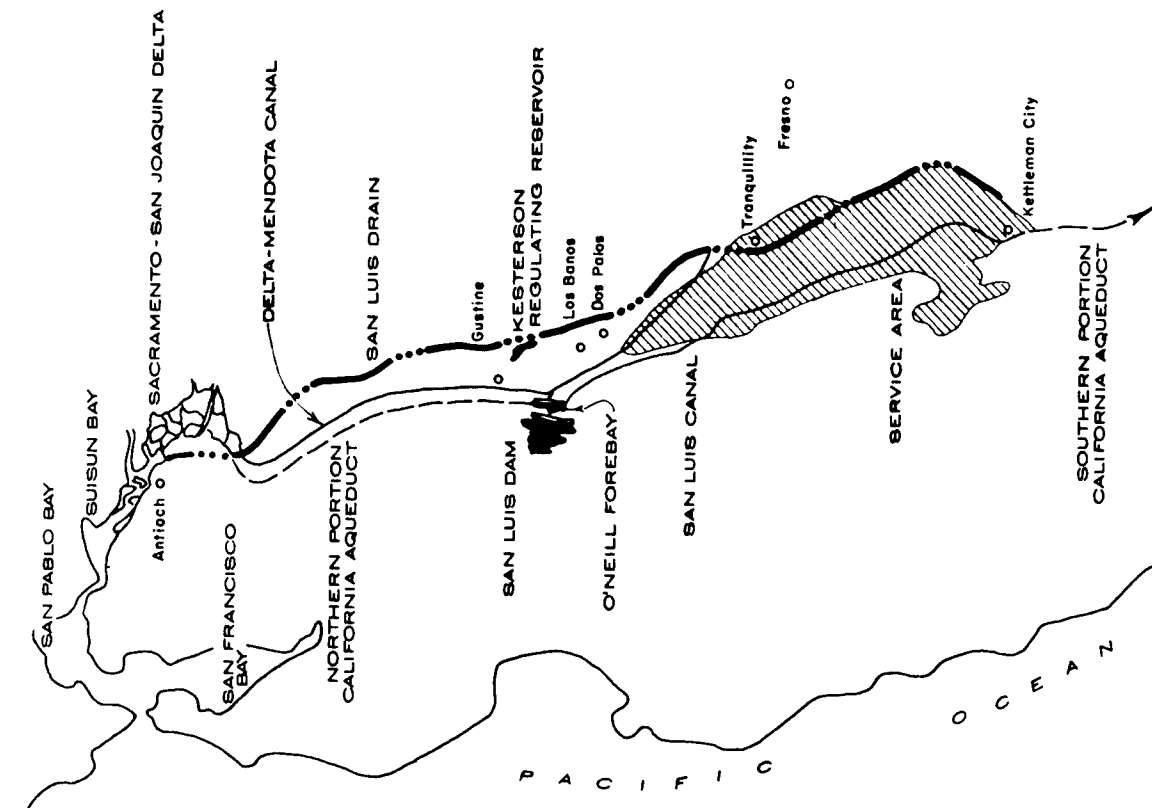 SAN PABLO BAY
SUISUN BAY
SACRAMENTO - SAN JOAQUIN DELTA
Antioch
DELTA-MENDOTA CANAL
SAN FRANCISCO
BAY
NORTHERN PORTION
CALIFORNIA AQUEDUCT
SAN LUIS DRAIN
Gustine
KESTERSON
REGULATING RESERVOIR
Los Banos
Dos Palos
SAN LUIS DAM
O'NEILL FOREBAY
SAN LUIS CANAL
Tranquillity
Fresno
SERVICE AREA
Kettleman City
SOUTHERN PORTION
CALIFORNIA AQUEDUCT
PACIFIC
OCEAN